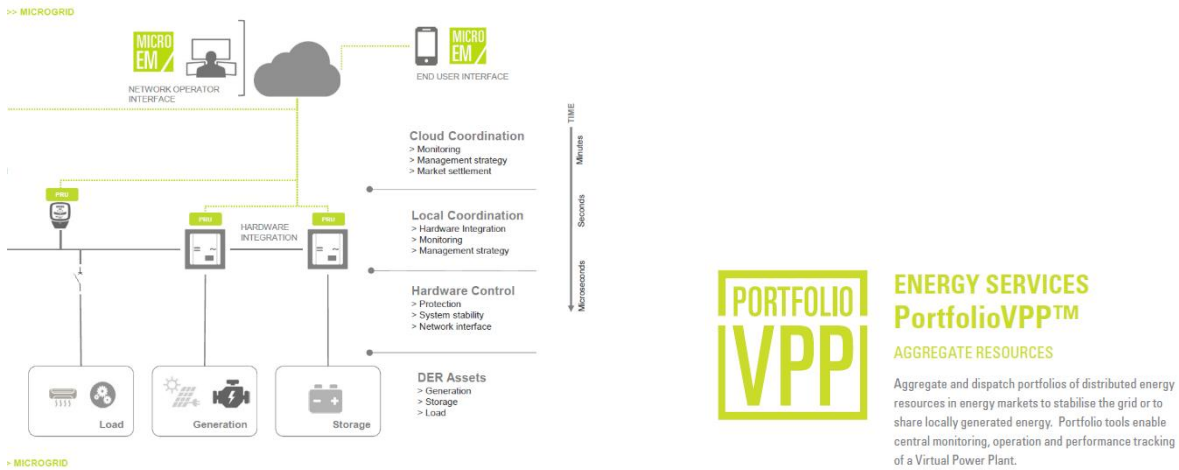 >> MICROGRID
MICRO
EM
NETWORK OPERATOR
INTERFACE
MICRO
EM
END USER INTERFACE
TIME
Minutes
Seconds
Microseconds
Cloud Coordination
> Monitoring
> Management strategy
> Market settlement
PRU
PRU
PRU
HARDWARE
INTEGRATION
= ~
= ~
Local Coordination
> Hardware Integration
> Monitoring
> Management strategy
Hardware Control
> Protection
> System stability
> Network interface
DER Assets
> Generation
> Storage
> Load
Load
Generation
- +
Storage
> MICROGRID
PORTFOLIO
VPP
ENERGY SERVICES
PortfolioVPP™
AGGREGATE RESOURCES
Aggregate and dispatch portfolios of distributed energy
resources in energy markets to stabilise the grid or to
share locally generated energy. Portfolio tools enable
central monitoring, operation and performance tracking
of a Virtual Power Plant.